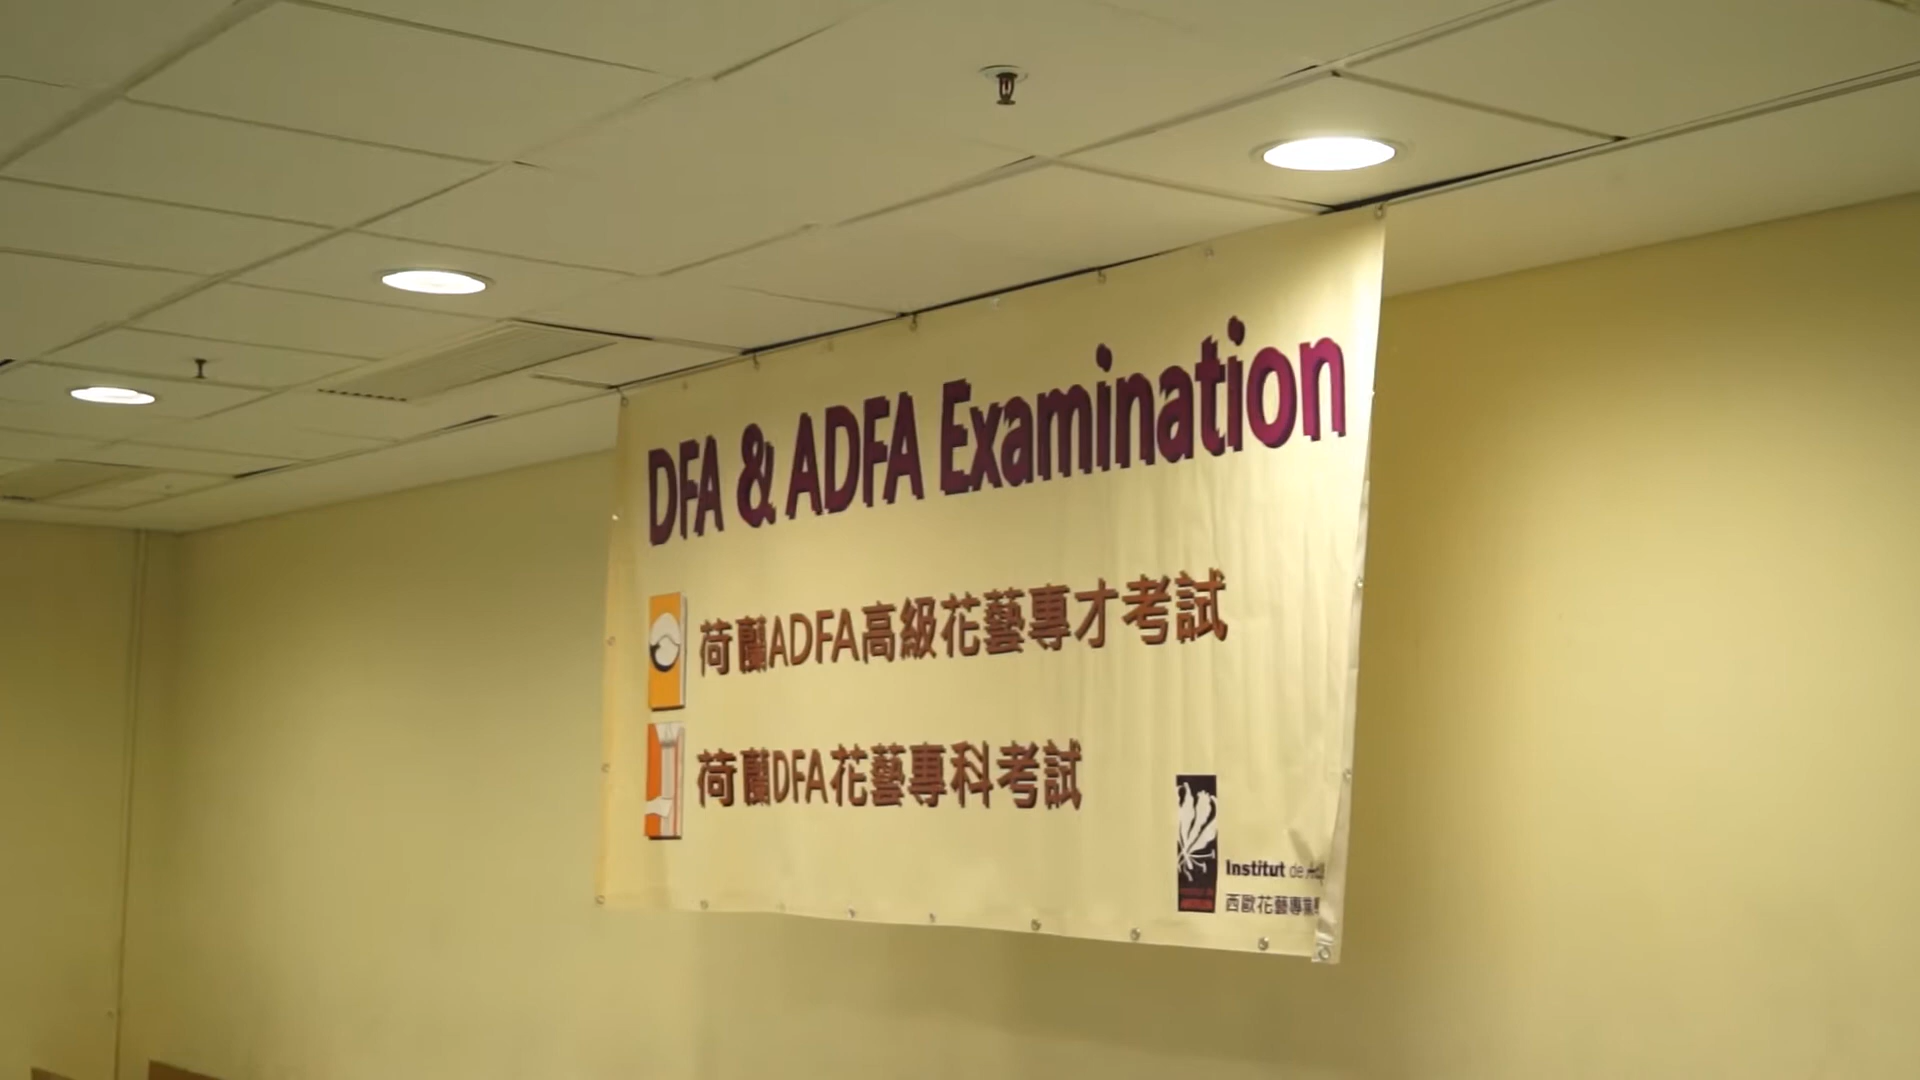 DFA & ADFA Examination
荷蘭ADFA高級花藝專才考試
荷蘭DFA花藝專科考試
Institut de
西歐花藝專業